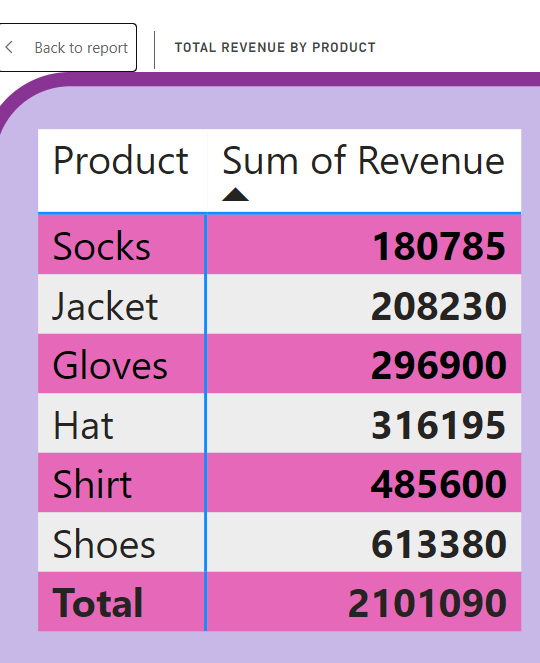 Back to report
TOTAL REVENUE BY PRODUCT
Product Sum of Revenue
Socks 180785
Jacket 208230
Gloves 296900
Hat 316195
Shirt 485600
Shoes 613380
Total 2101090